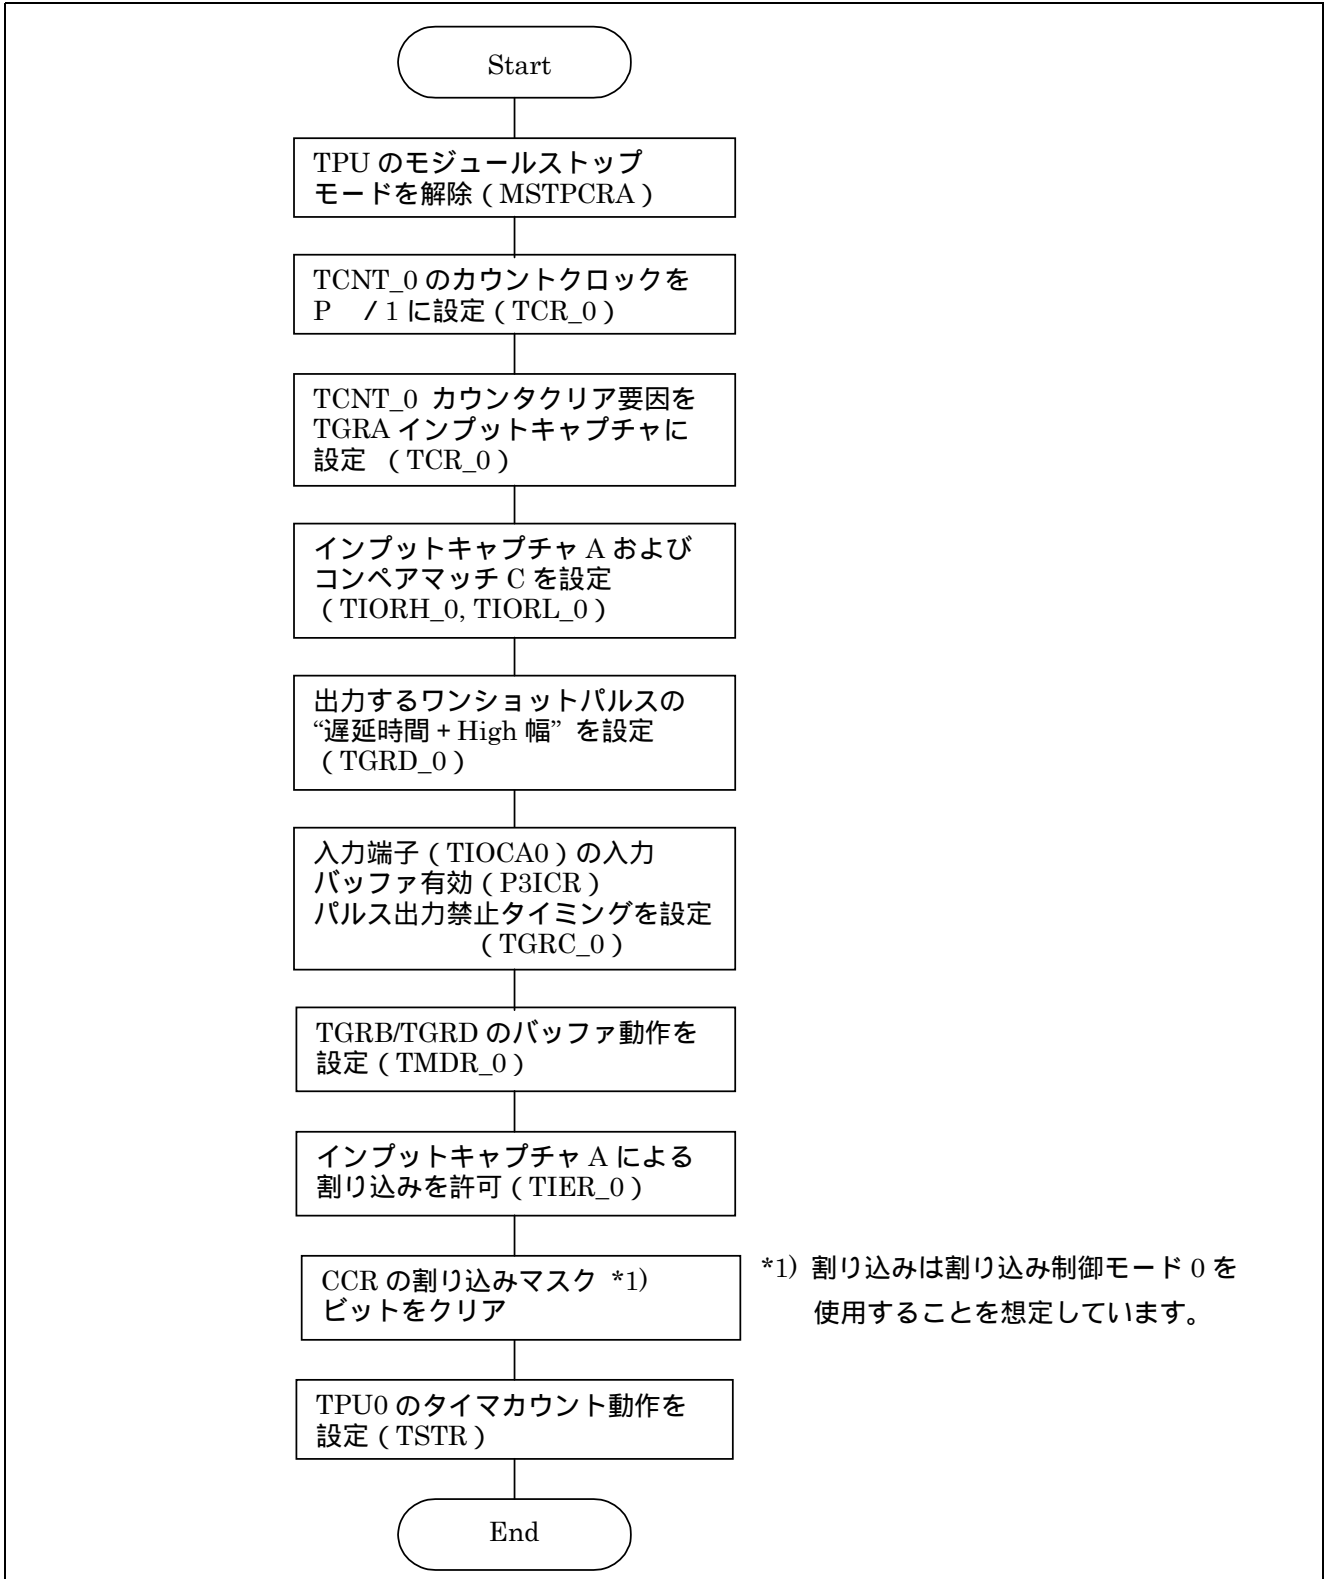 Start
TPU のモジュールストップ
モードを解除 ( MSTPCRA )
TCNT_0 のカウントクロックを
P　/ 1 に設定 ( TCR_0 )
TCNT_0 カウンタクリア要因を
TGRA インプットキャプチャに
設定 ( TCR_0 )
インプットキャプチャ A および
コンペアマッチ C を設定
( TIORH_0, TIORL_0 )
出力するワンショットパルスの
“遅延時間 + High 幅” を設定
( TGRD_0 )
入力端子 ( TIOCA0 ) の入力
バッファ有効 ( P3ICR )
パルス出力禁止タイミングを設定
( TGRC_0 )
TGRB/TGRD のバッファ動作を
設定 ( TMDR_0 )
インプットキャプチャ A による
割り込みを許可 ( TIER_0 )
CCR の割り込みマスク *1)
ビットをクリア
*1) 割り込みは割り込み制御モード 0 を
使用することを想定しています。
TPU0 のタイマカウント動作を
設定 ( TSTR )
End